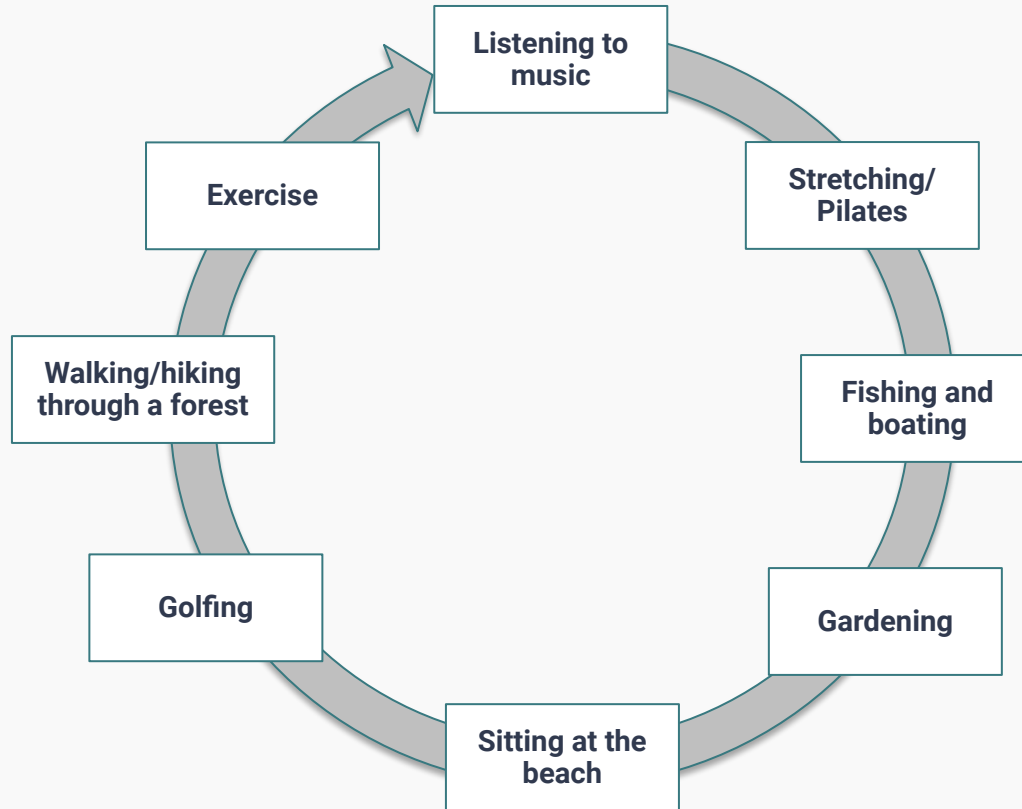 Listening to
music
Stretching/
Pilates
Fishing and
boating
Gardening
Sitting at the
beach
Golfing
Walking/hiking
through a forest
Exercise